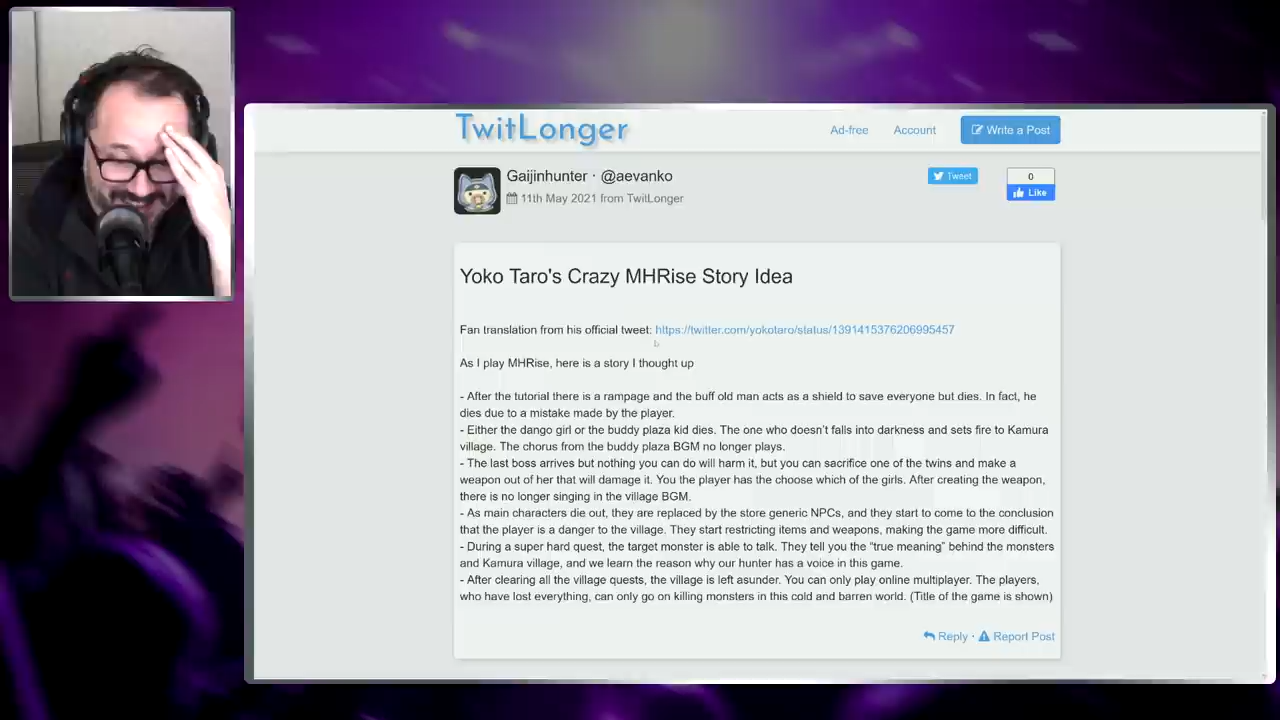 TwitLonger
Ad-free
Account
Write a Post
Gaijinhunter · @aevanko
11th May 2021 from TwitLonger
Tweet
0
Like
Yoko Taro's Crazy MHRise Story Idea
Fan translation from his official tweet: https://twitter.com/yokotaro/status/1391415376206995457
As I play MHRise, here is a story I thought up
- After the tutorial there is a rampage and the buff old man acts as a shield to save everyone but dies. In fact, he
dies due to a mistake made by the player.
- Either the dango girl or the buddy plaza kid dies. The one who doesn't falls into darkness and sets fire to Kamura
village. The chorus from the buddy plaza BGM no longer plays.
- The last boss arrives but nothing you can do will harm it, but you can sacrifice one of the twins and make a
weapon out of her that will damage it. You the player has the choose which of the girls. After creating the weapon,
there is no longer singing in the village BGM.
- As main characters die out, they are replaced by the store generic NPCs, and they start to come to the conclusion
that the player is a danger to the village. They start restricting items and weapons, making the game more difficult.
- During a super hard quest, the target monster is able to talk. They tell you the “true meaning” behind the monsters
and Kamura village, and we learn the reason why our hunter has a voice in this game.
- After clearing all the village quests, the village is left asunder. You can only play online multiplayer. The players,
who have lost everything, can only go on killing monsters in this cold and barren world. (Title of the game is shown)
Reply · Report Post